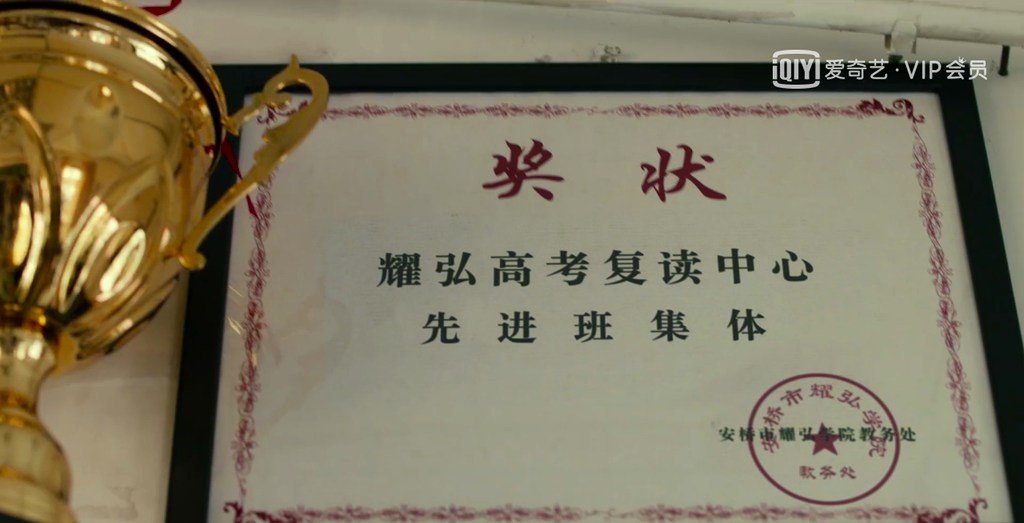 QIY 爱奇艺·VIP会员
奖 状
耀弘高考复读中心
先进班集体
安桥市耀弘学院教务处
安桥市耀弘学院
教务处